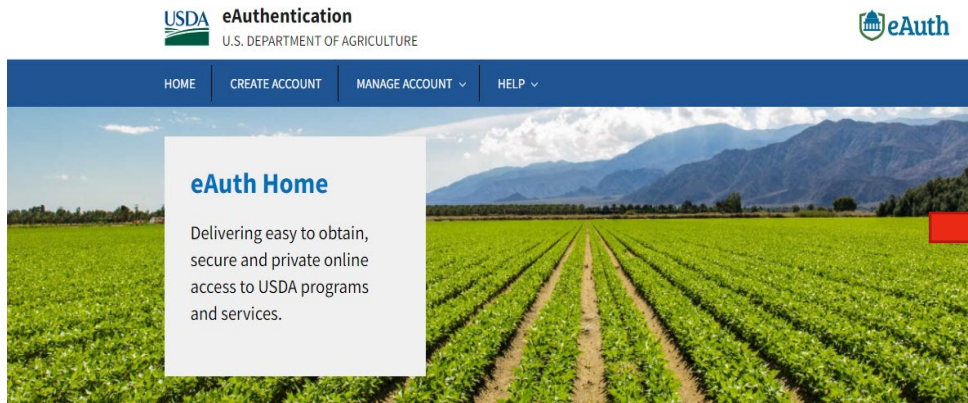 USDA eAuthentication
U.S. DEPARTMENT OF AGRICULTURE
eAuth
HOME CREATE ACCOUNT MANAGE ACCOUNT HELP
eAuth Home
Delivering easy to obtain,
secure and private online
access to USDA programs
and services.